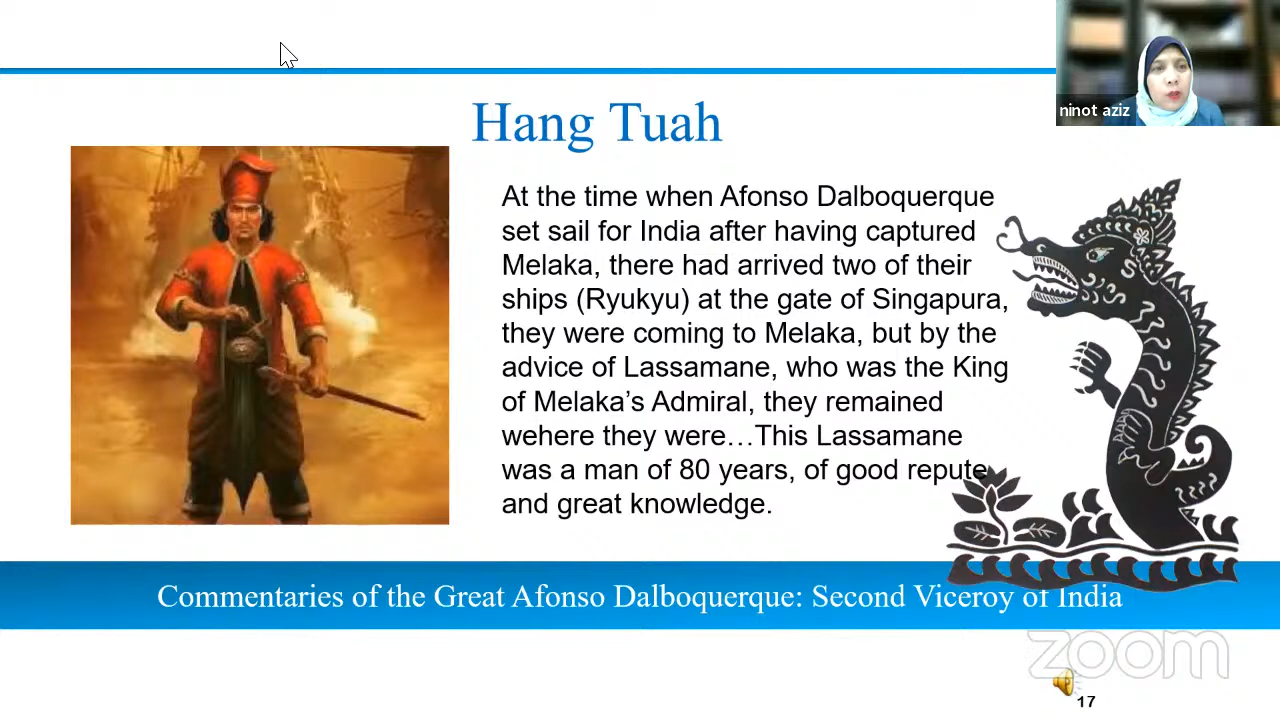 ninot aziz
Hang Tuah
At the time when Afonso Dalboquerque
set sail for India after having captured
Melaka, there had arrived two of their
ships (Ryukyu) at the gate of Singapura,
they were coming to Melaka, but by the
advice of Lassamane, who was the King
of Melaka’s Admiral, they remained
wehere they were…This Lassamane
was a man of 80 years, of good repute
and great knowledge.
Commentaries of the Great Afonso Dalboquerque: Second Viceroy of India
zoom
17